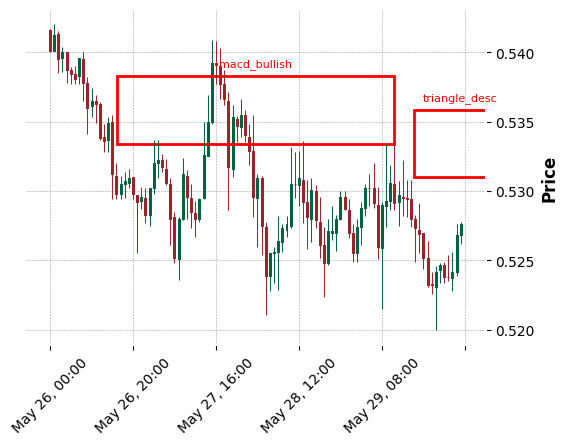 macd_bullish
triangle_desc
0.540
0.535
0.530
0.525
0.520
Price
May 26, 00:00
May 26, 20:00
May 27, 16:00
May 28, 12:00
May 29, 08:00